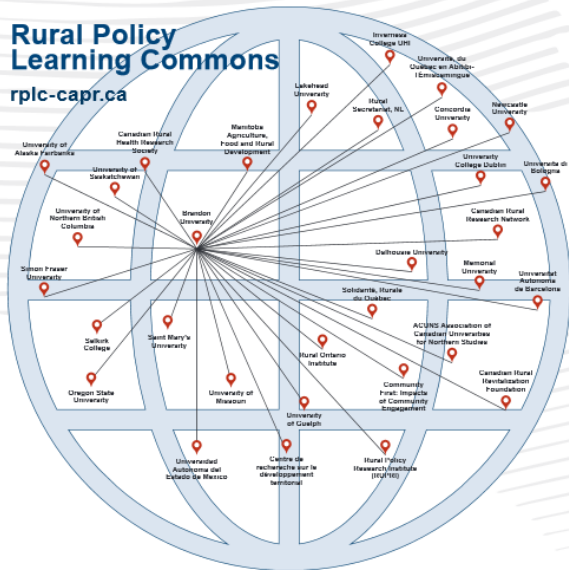 Rural Policy
Learning Commons
rplc-capr.ca
Inverness
College UHI
Université du
Québec en Abitibi-
Témiscamingue
Lakehead
University
Rural
Secretariat, NL
Concordia
University
Newcastle
University
University of
Alaska Fairbanks
Canadian Rural
Health Research
Society
Manitoba
Agriculture,
Food and Rural
Development
University of
Saskatchewan
University
College Dublin
Universita di
Bologna
University of
Northern British
Columbia
Brandon
University
Canadian Rural
Research Network
Simon Fraser
University
Dalhousie University
Memorial
University
Universitat
Autonoma
de Barcelona
Solidarité, Rurale
du Québec
Selkirk
College
Saint Mary's
University
Rural Ontario
Institute
ACUNS Association of
Canadian Universities
for Northern Studies
Oregon State
University
University of
Missouri
University
of Guelph
Community
First: Impacts
of Community
Engagement
Canadian Rural
Revitalization
Foundation
Universidad
Autonoma del
Estado de Mexico
Centre de
recherche sur le
développement
territorial
Rural Policy
Research Institute
(RUPRI)